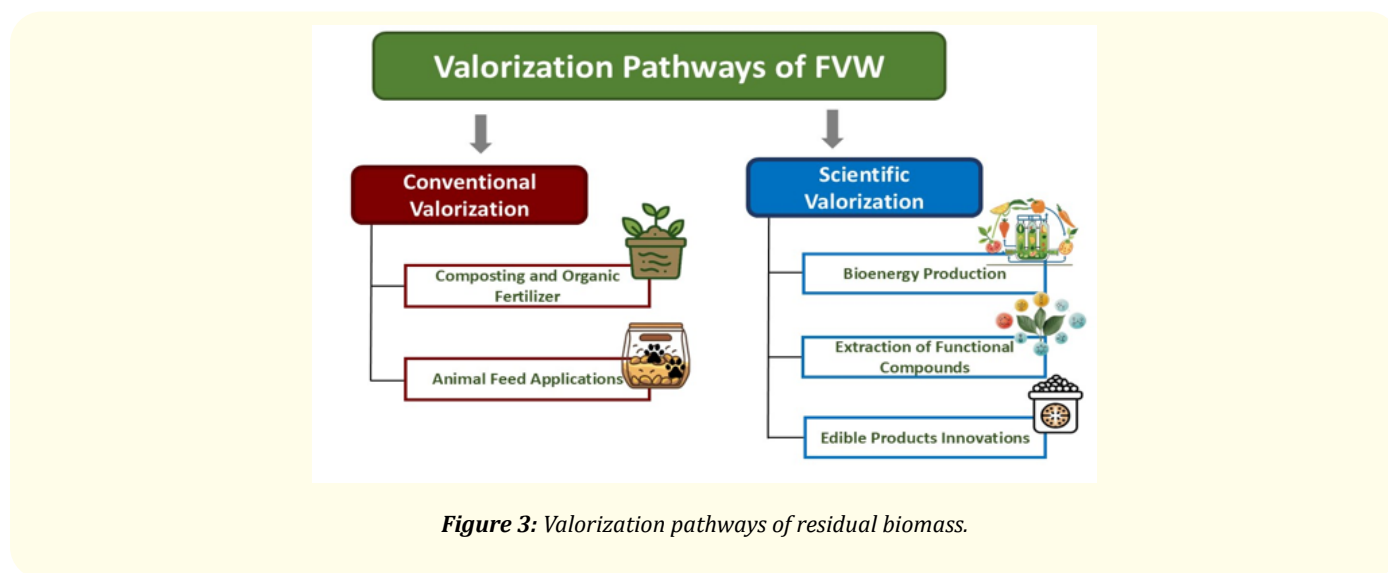 Valorization Pathways of FVW
Conventional
Valorization
Composting and Organic
Fertilizer
Animal Feed Applications
Scientific
Valorization
Bioenergy Production
Extraction of Functional
Compounds
Edible Products Innovations
Figure 3: Valorization pathways of residual biomass.